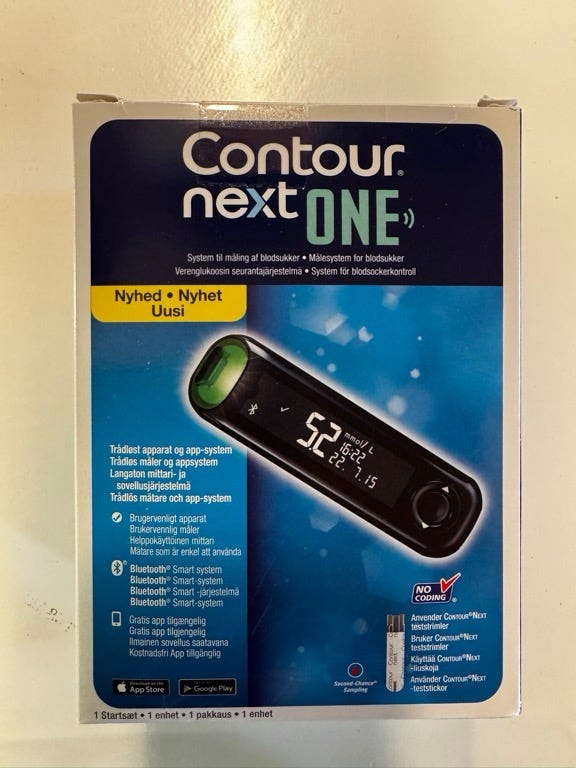 Contour®
next ONE
System til måling af blodsukker • Målesystem for blodsukker
Verenglukoosin seurantajärjestelmä • System för blodsockerkontroll
Nyhed • Nyhet
Uusi
5.2 mmol/L
16:22
22. 7.15
Trådløst apparat og app-system
Trådløs måler og appsystem
Langaton mittari- ja
sovellusjärjestelmä
Trådlös mätare och app-system
Brugervenligt apparat
Brukervennlig måler
Helppokäyttöinen mittari
Mätare som är enkel att använda
Bluetooth® Smart system
Bluetooth® Smart-system
Bluetooth® Smart -järjestelmä
Bluetooth® Smart-system
Gratis app tilgængelig
Gratis app tilgjengelig
Ilmainen sovellus saatavana
Kostnadsfri App tillgänglig
Download on the
App Store
Google Play
NO
CODING
®
Second-Chance®
Sampling
Contour
next
Anvender CONTOUR®NEXT
teststrimler
Bruker CONTOUR®NEXT
teststrimler
Käyttää CONTOUR®NEXT
-liuskoja
Använder CONTOUR®NEXT
-teststickor
1 Startsæt • 1 enhet • 1 pakkaus • 1 enhet